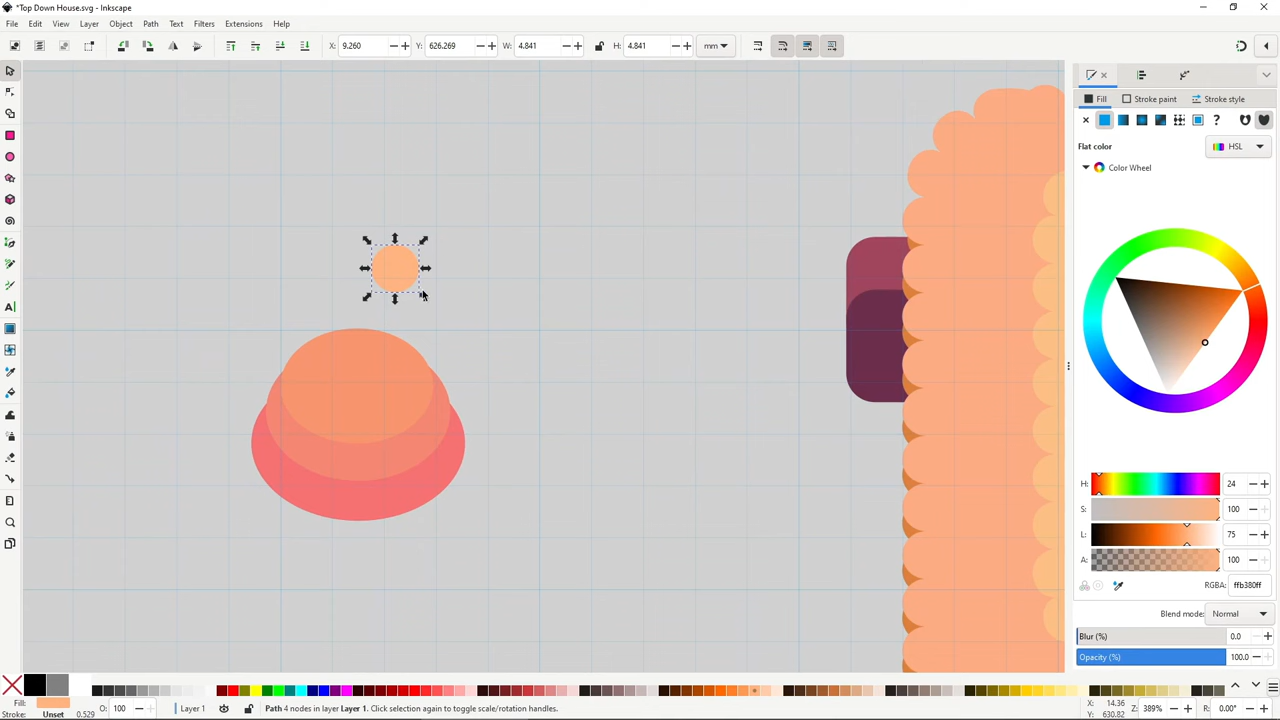 *Top Down House.svg - Inkscape
File Edit View Layer Object Path Text Filters Extensions Help
X: 9.260 Y: 626.269 W: 4.841 H: 4.841 mm
Fill Stroke paint Stroke style
?
Flat color HSL
Color Wheel
H: 24
S: 100
L: 75
A: 100
RGBA: ffb380ff
Blend mode: Normal
Blur (%) 0.0
Opacity (%) 100.0
Fill:
Stroke: Unset 0.529
O: 100
Layer 1
Path 4 nodes in layer Layer 1. Click selection again to toggle scale/rotation handles.
X: 14.36
Y: 630.82
Z: 389%
R: 0.00°